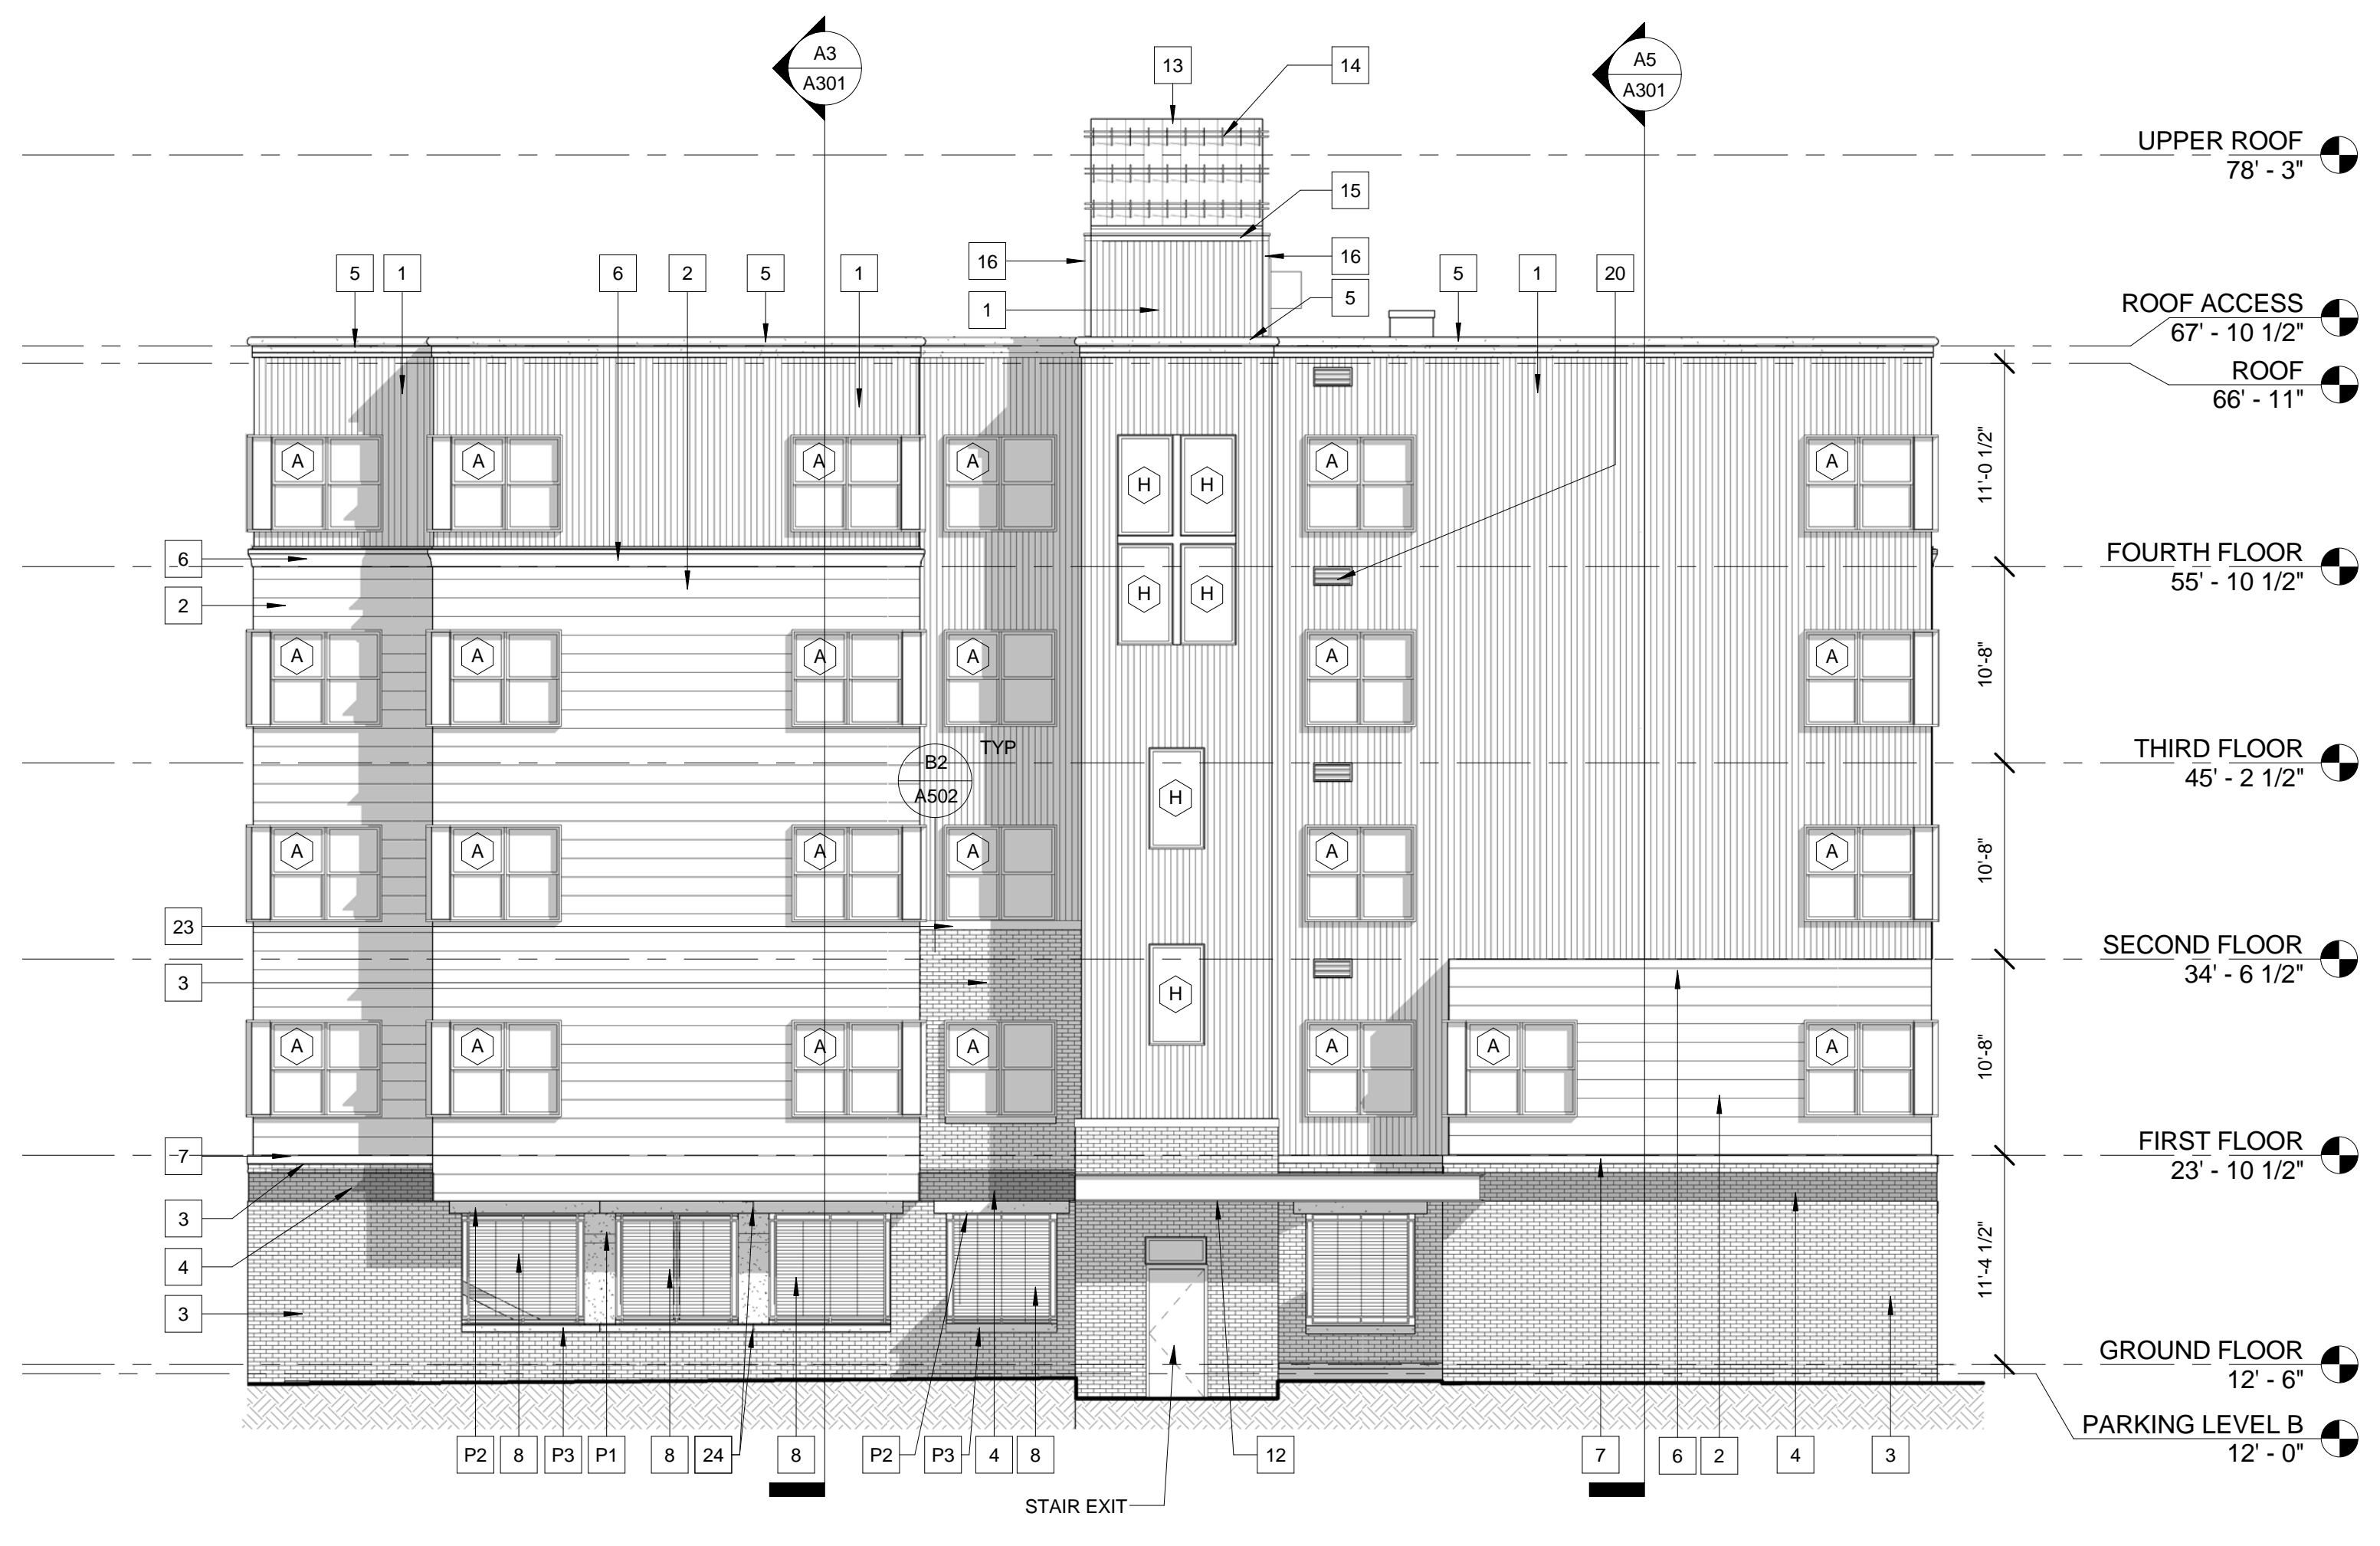 A3
A301
13
14
A5
A301
UPPER ROOF
78' - 3"
15
16
16
5
1
6
2
5
1
1
5
5
1
20
ROOF ACCESS
67' - 10 1/2"
ROOF
66' - 11"
11'-0 1/2"
A
A
A
A
H
H
A
A
6
H
H
FOURTH FLOOR
55' - 10 1/2"
2
10'-8"
A
A
A
A
A
A
TYP
B2
A502
THIRD FLOOR
45' - 2 1/2"
H
10'-8"
A
A
A
A
A
A
23
SECOND FLOOR
34' - 6 1/2"
3
H
10'-8"
A
A
A
A
A
A
A
7
FIRST FLOOR
23' - 10 1/2"
3
4
3
11'-4 1/2"
GROUND FLOOR
12' - 6"
PARKING LEVEL B
12' - 0"
P2
8
P3
P1
8
24
8
P2
P3
4
8
12
7
6
2
4
3
STAIR EXIT